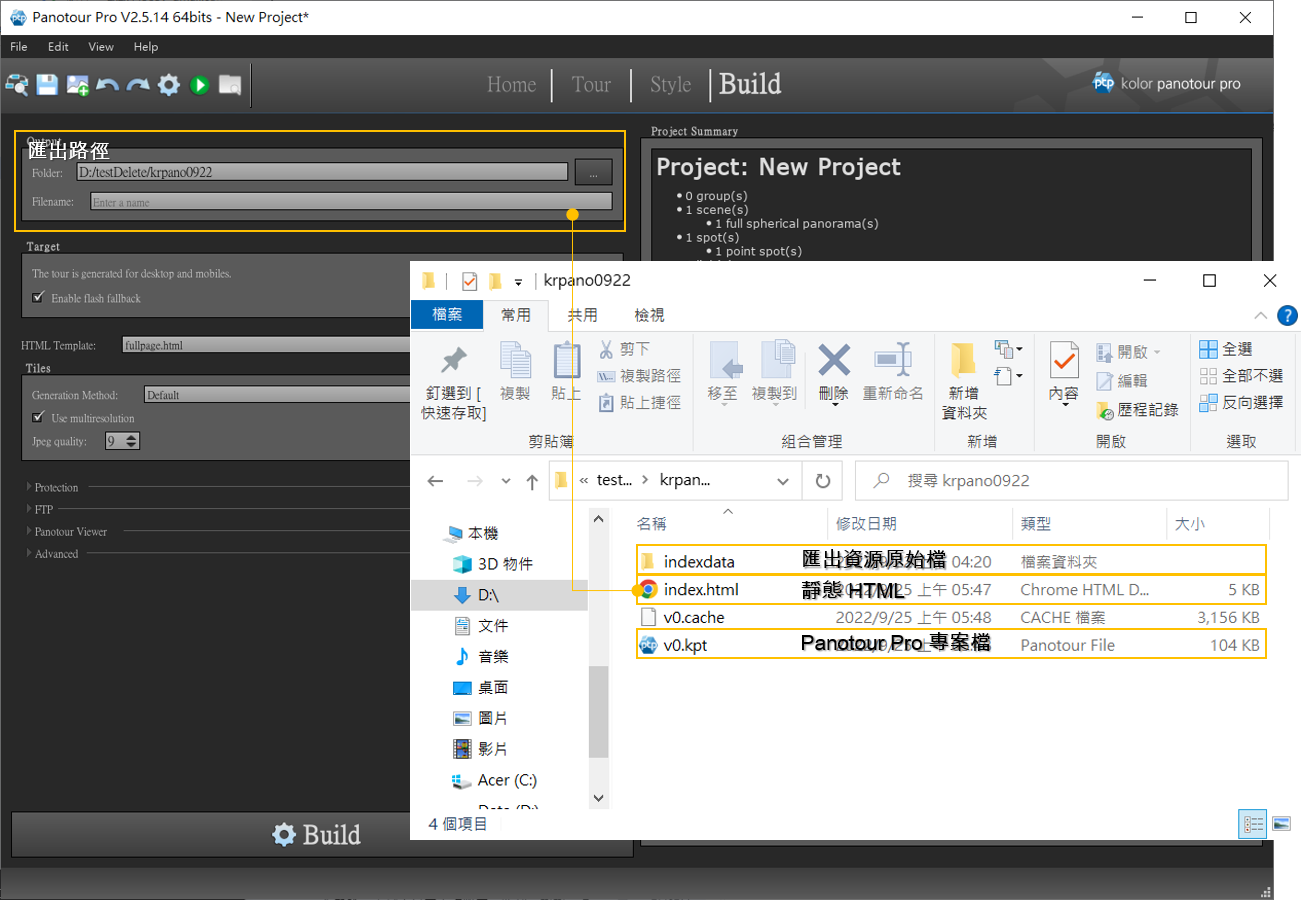 Panotour Pro V2.5.14 64bits - New Project*
File Edit View Help
Home Tour Style Build
ptp kolor panotour pro
Output
匯出路徑
Folder: D:/testDelete/krpano0922 ...
Filename: Enter a name
Target
The tour is generated for desktop and mobiles.
Enable flash fallback
HTML Template: fullpage.html
Tiles
Generation Method: Default
Use multiresolution
Jpeg quality: 9
Protection
FTP
Panotour Viewer
Advanced
Build
Project Summary
Project: New Project
0 group(s)
1 scene(s)
1 full spherical panorama(s)
1 spot(s)
1 point spot(s)
krpano0922
檔案 常用 共用 檢視
釘選到 [
快速存取]
複製
貼上
剪下
複製路徑
貼上捷徑
剪貼簿
移至
複製到
刪除
重新命名
組合管理
新增
資料夾
新增
內容
開啟
編輯
歷程記錄
開啟
全選
全部不選
反向選擇
選取
« test... › krpan...
搜尋 krpano0922
本機
3D 物件
D:\
文件
音樂
桌面
圖片
影片
Acer (C:)
名稱 修改日期 類型 大小
indexdata 匯出資源原始檔 04:20 檔案資料夾
index.html 靜態 HTML 2022/9/25 上午 05:47 Chrome HTML D... 5 KB
v0.cache 2022/9/25 上午 05:48 CACHE 檔案 3,156 KB
v0.kpt Panotour Pro 專案檔 Panotour File 104 KB
4 個項目